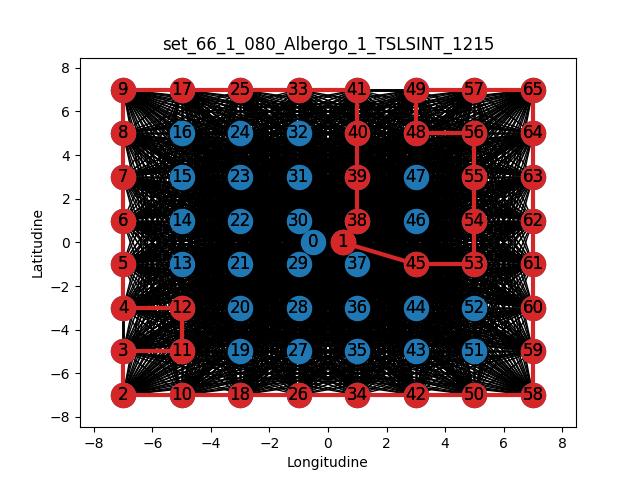 set_66_1_080_Albergo_1_TSLSINT_1215
8
6
4
2
0
−2
−4
−6
−8
Latitudine
9 17 25 33 41 49 57 65
8 16 24 32 40 48 56 64
7 15 23 31 39 47 55 63
6 14 22 30 38 46 54 62
0 1
5 13 21 29 37 45 53 61
4 12 20 28 36 44 52 60
3 11 19 27 35 43 51 59
2 10 18 26 34 42 50 58
−8 −6 −4 −2 0 2 4 6 8
Longitudine